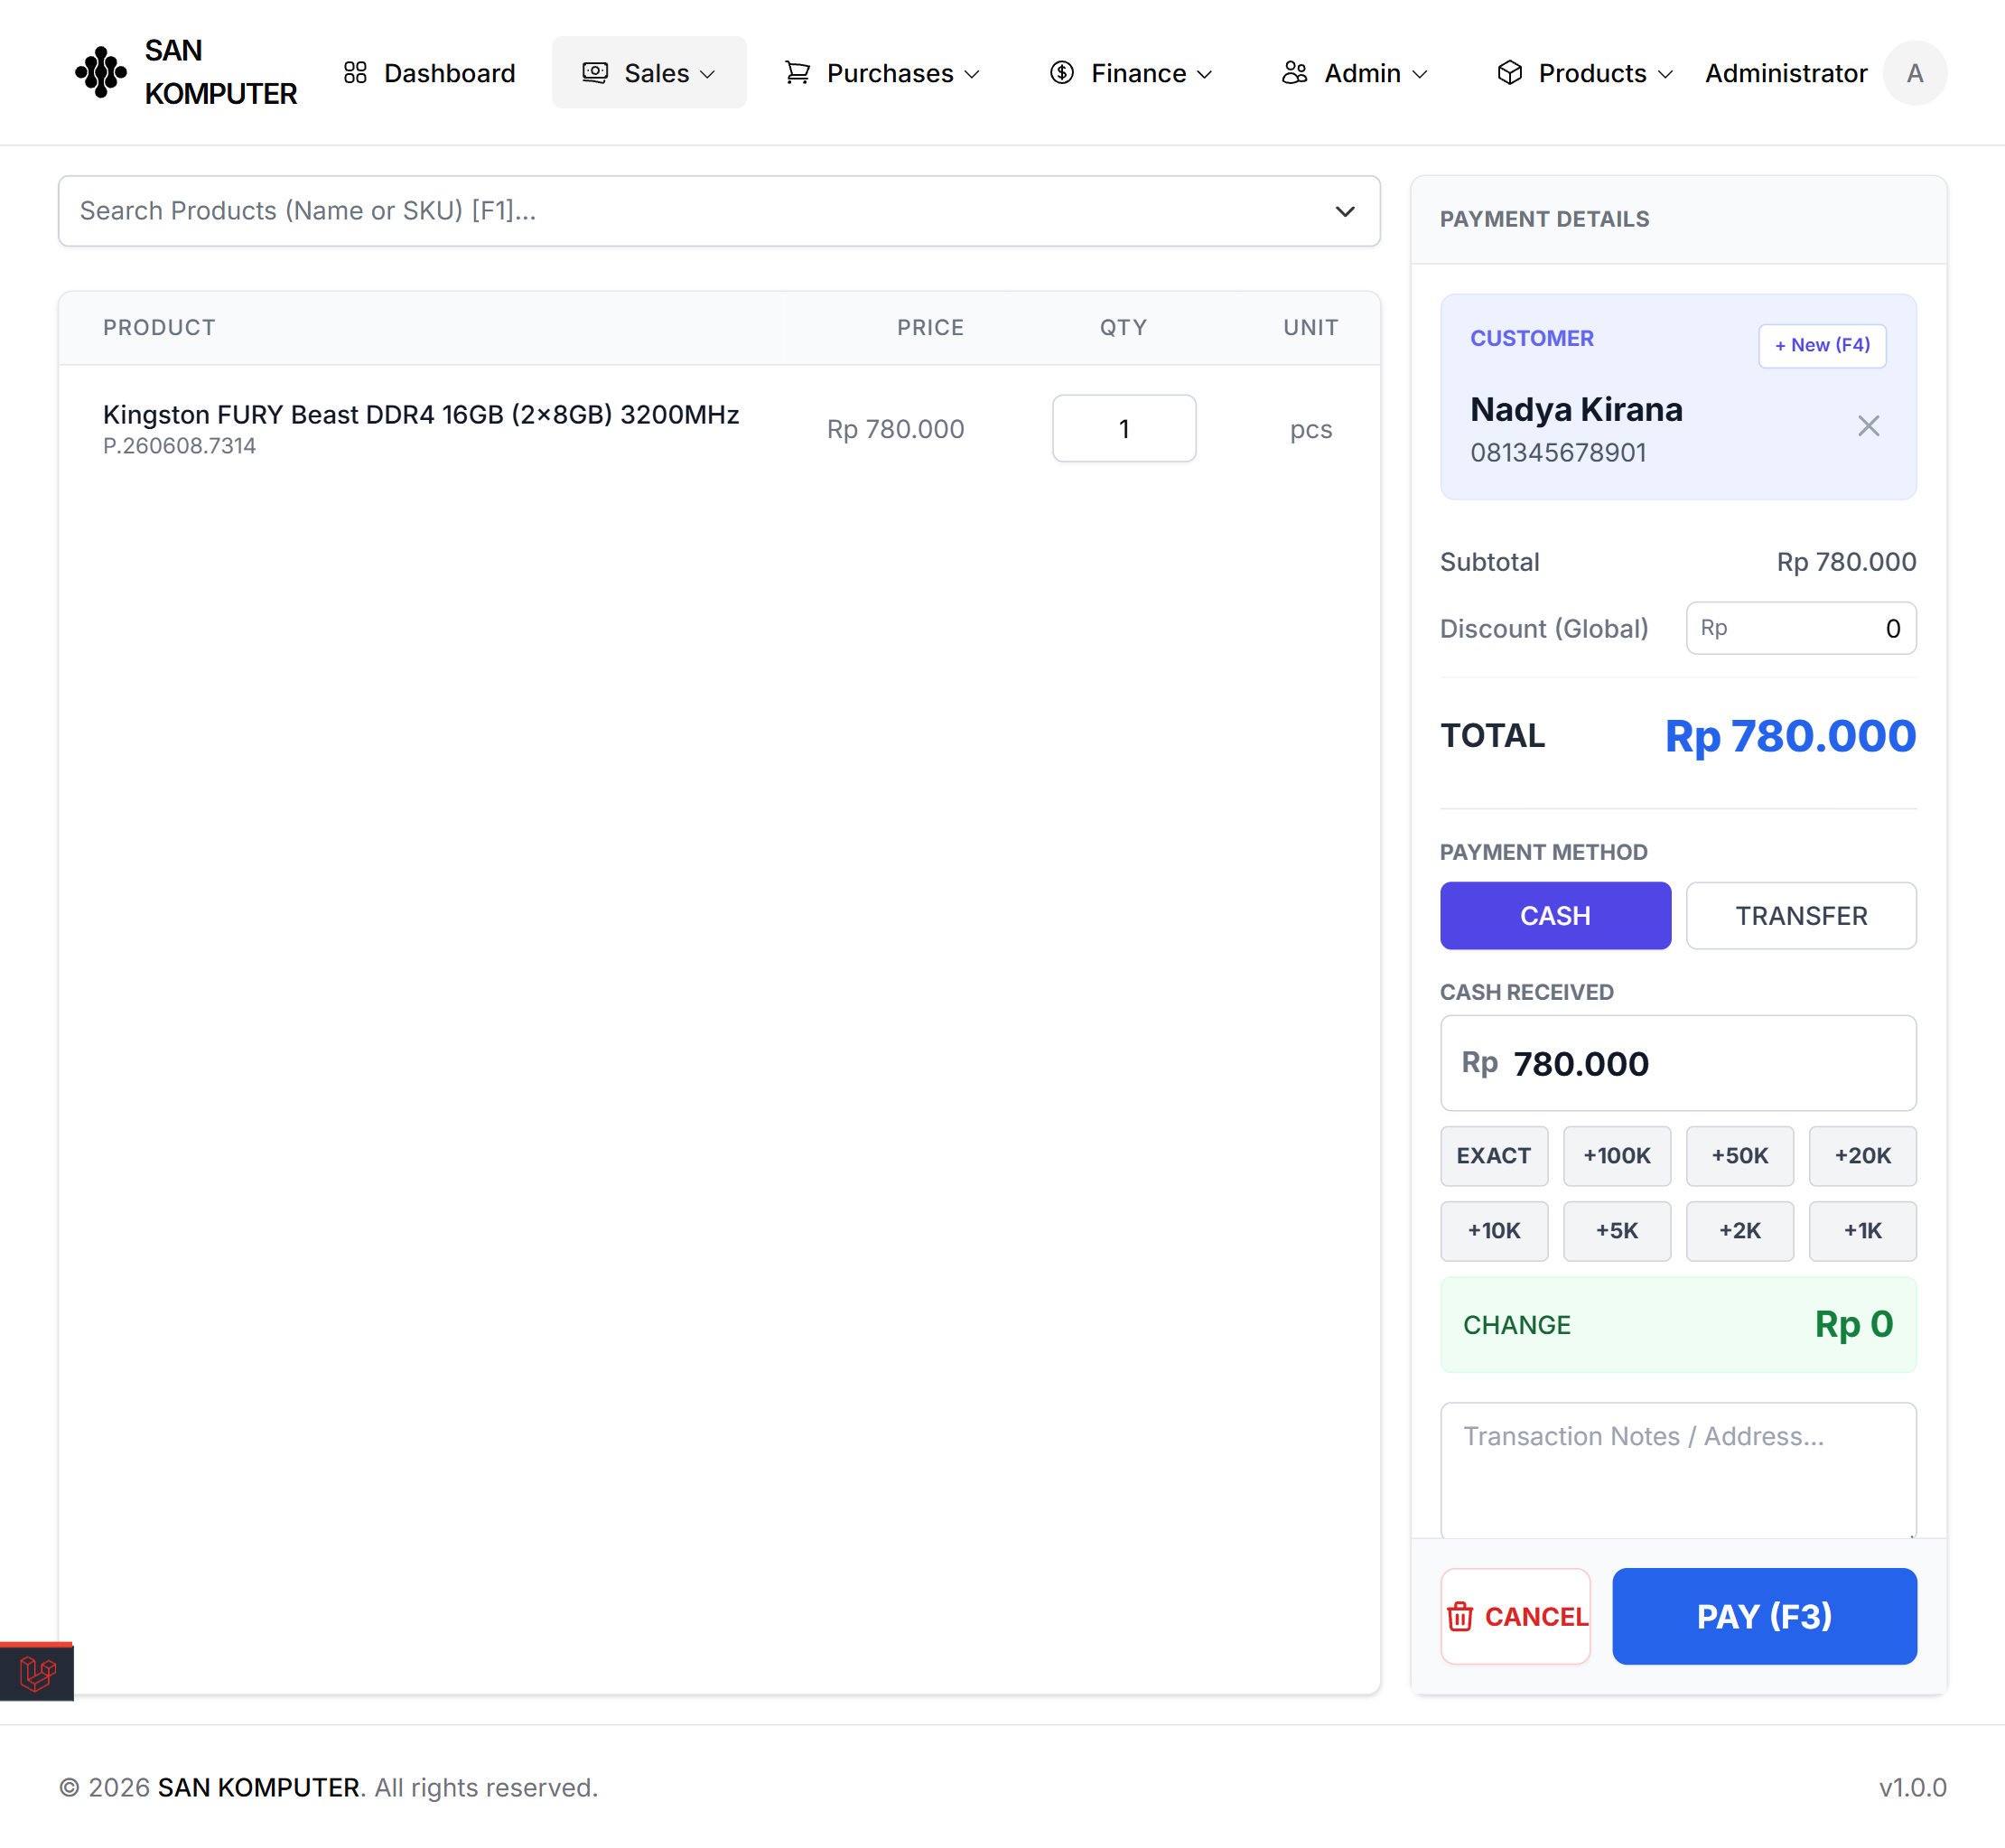 SAN KOMPUTER
Dashboard
Sales
Purchases
Finance
Admin
Products
Administrator
A
Search Products (Name or SKU) [F1]...
PRODUCT PRICE QTY UNIT
Kingston FURY Beast DDR4 16GB (2×8GB) 3200MHz
P.260608.7314
Rp 780.000
1
pcs
PAYMENT DETAILS
CUSTOMER
+ New (F4)
Nadya Kirana
081345678901
Subtotal Rp 780.000
Discount (Global) Rp 0
TOTAL Rp 780.000
PAYMENT METHOD
CASH TRANSFER
CASH RECEIVED
Rp 780.000
EXACT +100K +50K +20K
+10K +5K +2K +1K
CHANGE Rp 0
Transaction Notes / Address...
CANCEL PAY (F3)
© 2026 SAN KOMPUTER. All rights reserved.
v1.0.0